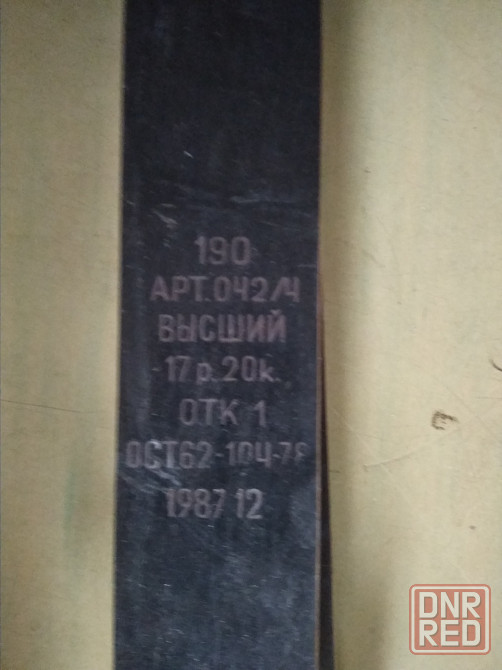 190
АРТ.042/4
ВЫСШИЙ
17р.20к.
ОТК 1
ОСТ62-104-78
1987 12
DNR
RED